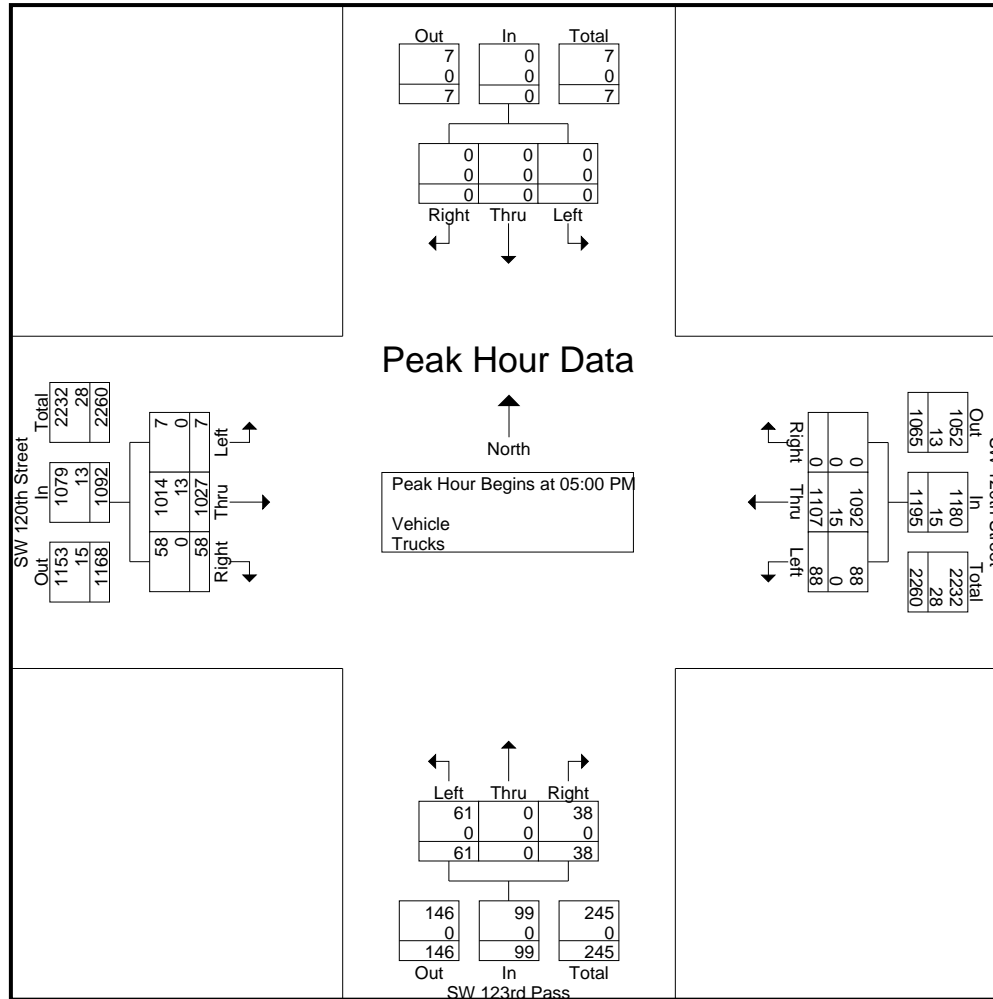 Out In Total
7 0 7
0 0 0
7 0 7
0 0 0
0 0 0
0 0 0
Right Thru Left
Peak Hour Data
North
Peak Hour Begins at 05:00 PM
Vehicle
Trucks
SW 120th Street
Total
2232
28
2260
In
1079
13
1092
Out
1153
15
1168
7
0
7
Left
1014
13
1027
Thru
58
0
58
Right
Right
0
0
0
Thru
1092
15
1107
Left
88
0
88
Out
1052
13
1065
In
1180
15
1195
Total
2232
28
2260
Left Thru Right
61 0 38
0 0 0
61 0 38
146 99 245
0 0 0
146 99 245
Out In Total
SW 123rd Pass